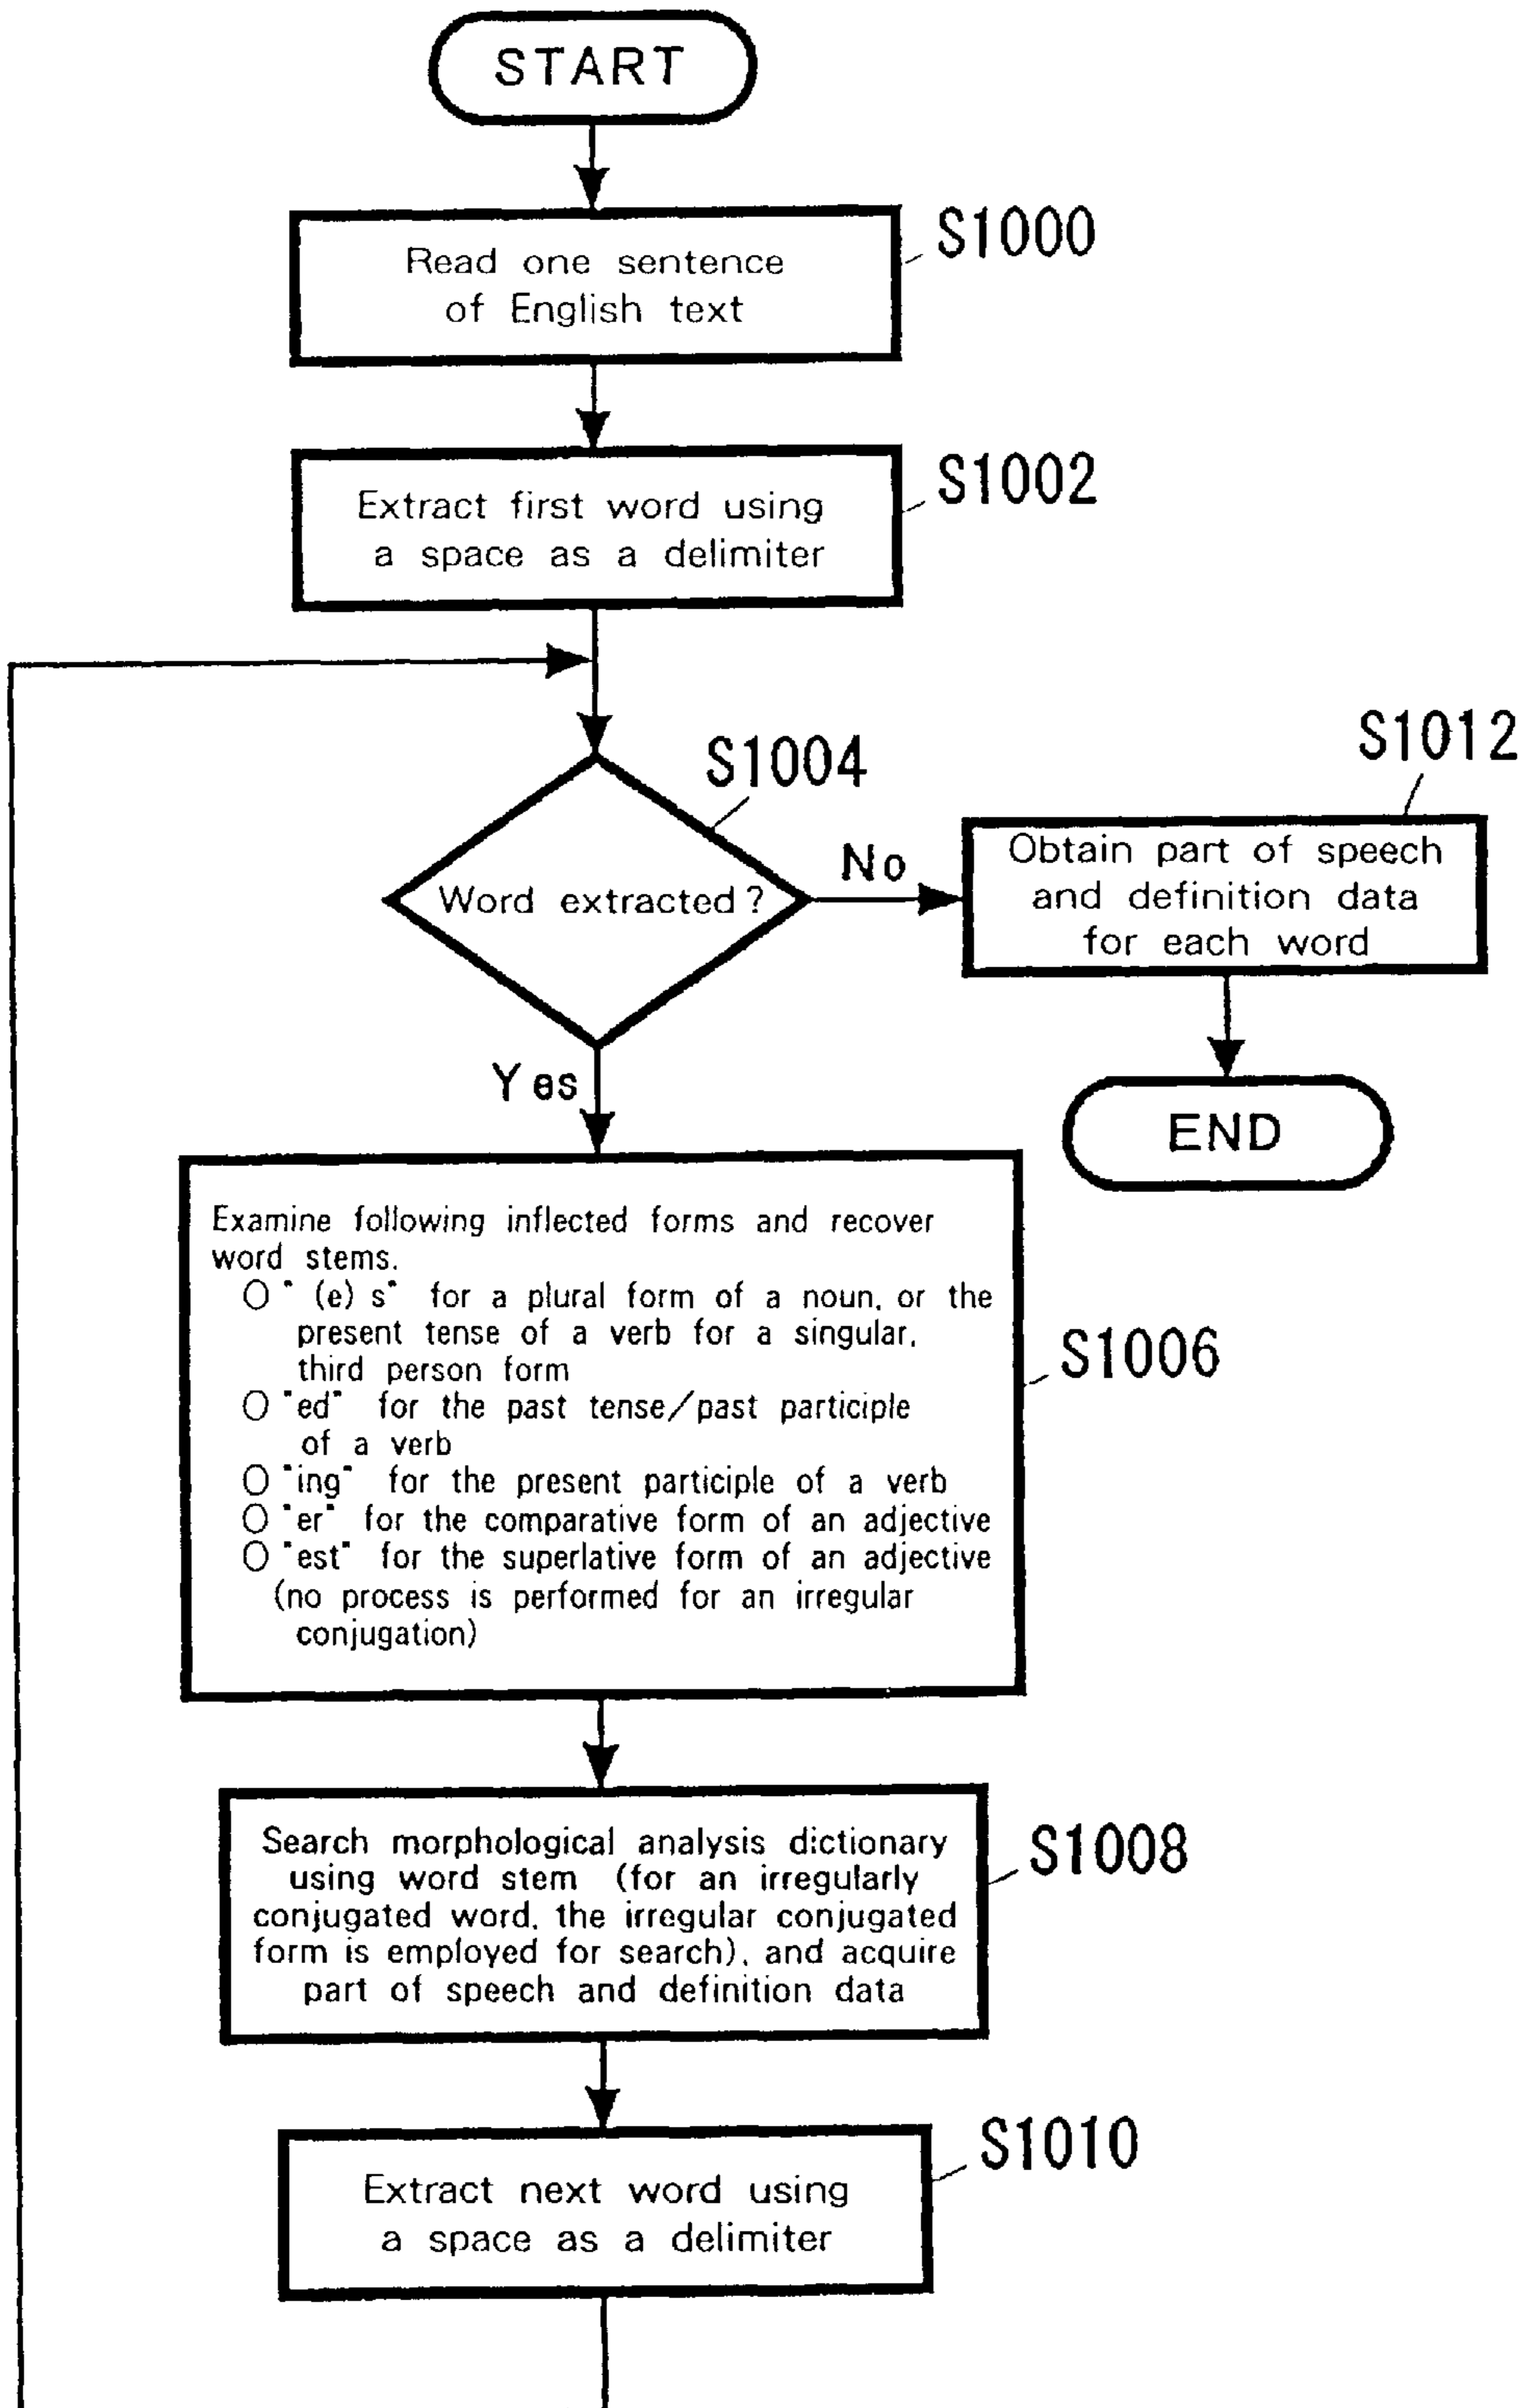 START
S1000
Read one sentence
of English text
S1002
Extract first word using
a space as a delimiter
S1004
Word extracted?
No
Yes
S1012
Obtain part of speech
and definition data
for each word
END
Examine following inflected forms and recover
word stems.
○" (e) s" for a plural form of a noun, or the
present tense of a verb for a singular,
third person form
○"ed" for the past tense/past participle
of a verb
○"ing" for the present participle of a verb
○"er" for the comparative form of an adjective
○"est" for the superlative form of an adjective
(no process is performed for an irregular
conjugation)
S1006
Search morphological analysis dictionary
using word stem (for an irregularly
conjugated word, the irregular conjugated
form is employed for search), and acquire
part of speech and definition data
S1008
Extract next word using
a space as a delimiter
S1010